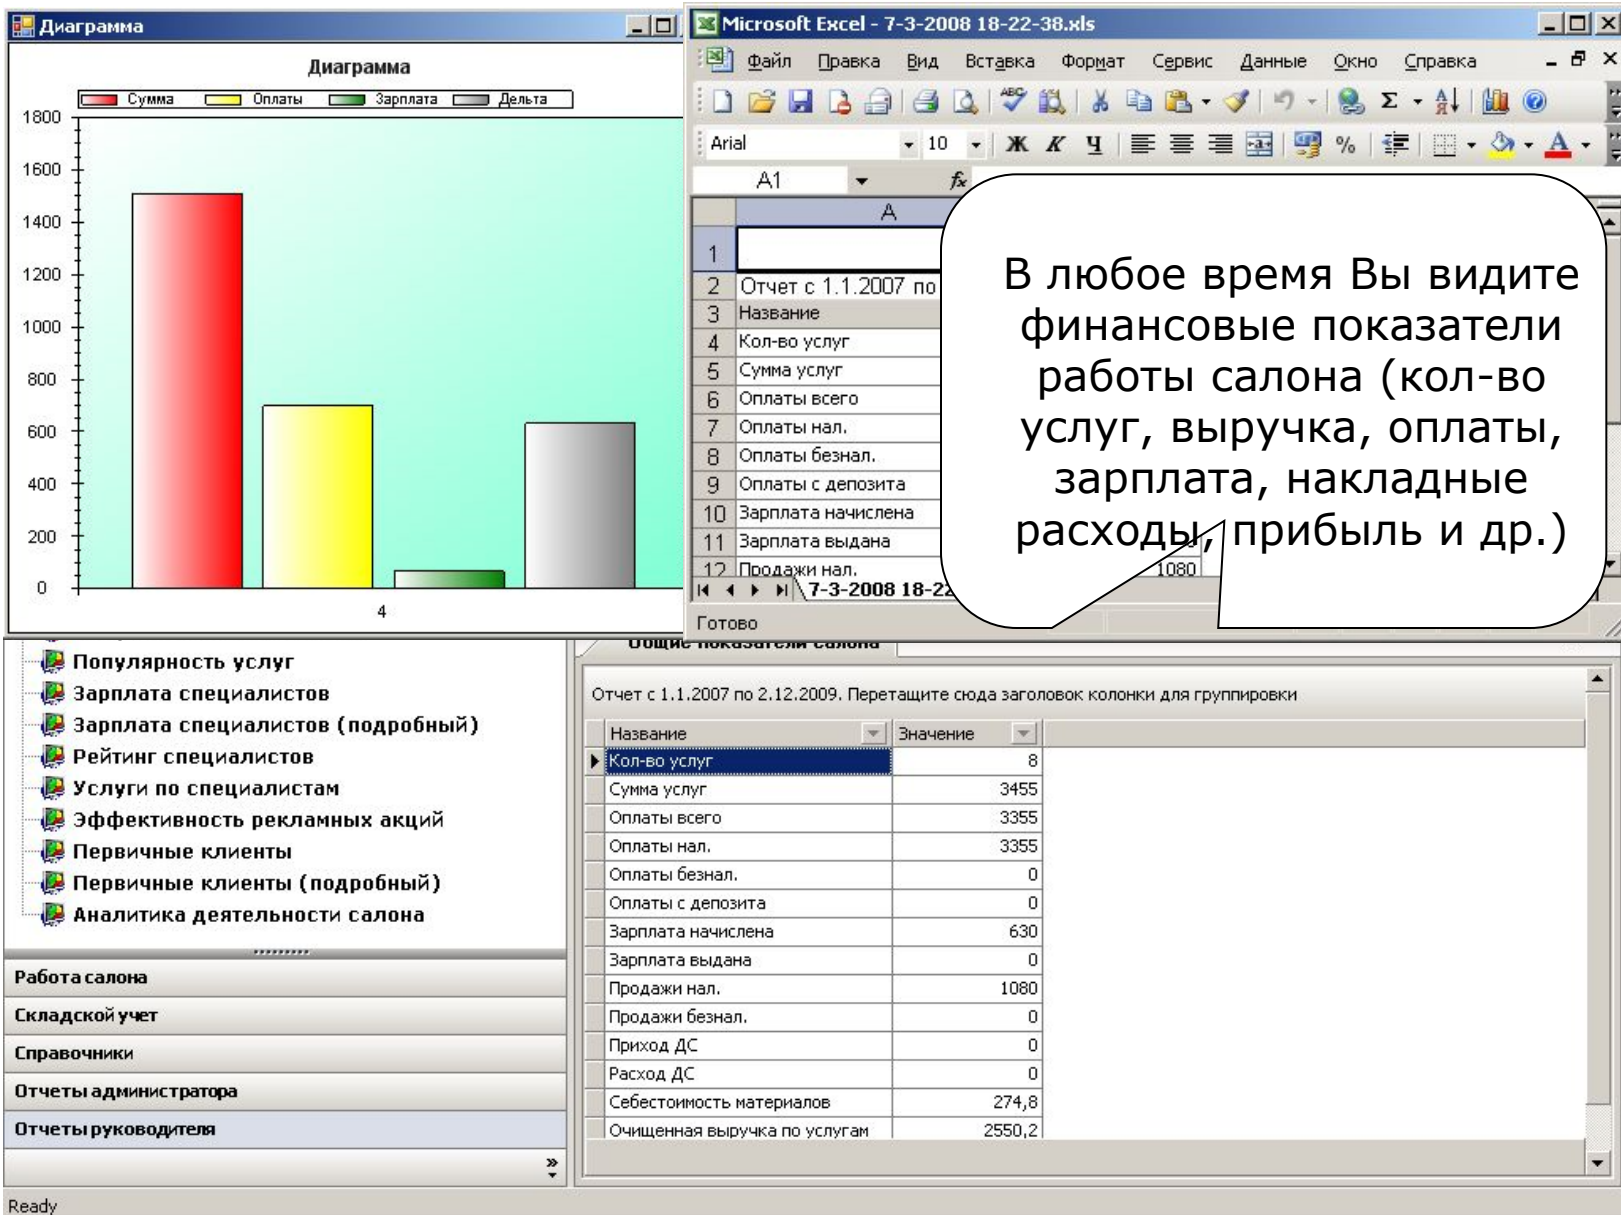 Диаграмма
Диаграмма
Сумма Оплаты Зарплата Дельта
1800
1600
1400
1200
1000
800
600
400
200
0
4
Microsoft Excel - 7-3-2008 18-22-38.xls
Файл Правка Вид Вставка Формат Сервис Данные Окно Справка
Arial 10 Ж К Ч %
A1 fx
A
1
2 Отчет с 1.1.2007 по
3 Название
4 Кол-во услуг
5 Сумма услуг
6 Оплаты всего
7 Оплаты нал.
8 Оплаты безнал.
9 Оплаты с депозита
10 Зарплата начислена
11 Зарплата выдана
12 Продажи нал. 1080
7-3-2008 18-22
Готово
В любое время Вы видите
финансовые показатели
работы салона (кол-во
услуг, выручка, оплаты,
зарплата, накладные
расходы, прибыль и др.)
Популярность услуг
Зарплата специалистов
Зарплата специалистов (подробный)
Рейтинг специалистов
Услуги по специалистам
Эффективность рекламных акций
Первичные клиенты
Первичные клиенты (подробный)
Аналитика деятельности салона
Работа салона
Складской учет
Справочники
Отчеты администратора
Отчеты руководителя
Ready
Общие показатели салона
Отчет с 1.1.2007 по 2.12.2009. Перетащите сюда заголовок колонки для группировки
Название Значение
Кол-во услуг 8
Сумма услуг 3455
Оплаты всего 3355
Оплаты нал. 3355
Оплаты безнал. 0
Оплаты с депозита 0
Зарплата начислена 630
Зарплата выдана 0
Продажи нал. 1080
Продажи безнал. 0
Приход ДС 0
Расход ДС 0
Себестоимость материалов 274,8
Очищенная выручка по услугам 2550,2